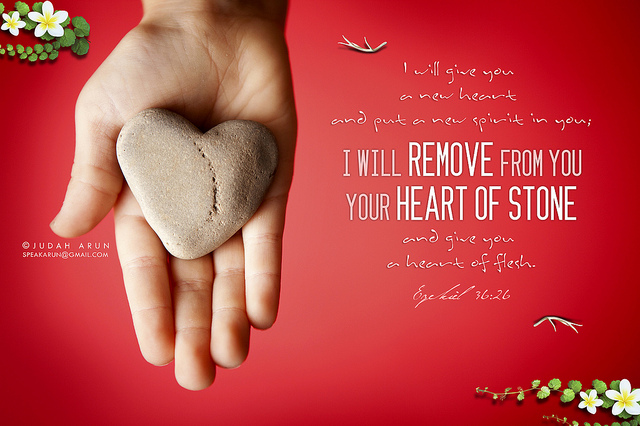 I will give you
a new heart
and put a new spirit in you;
I WILL REMOVE FROM YOU
YOUR HEART OF STONE
and give you
a heart of flesh.
Ezekiel 36:26
©JUDAH ARUN
SPEAKARUN@GMAIL.COM